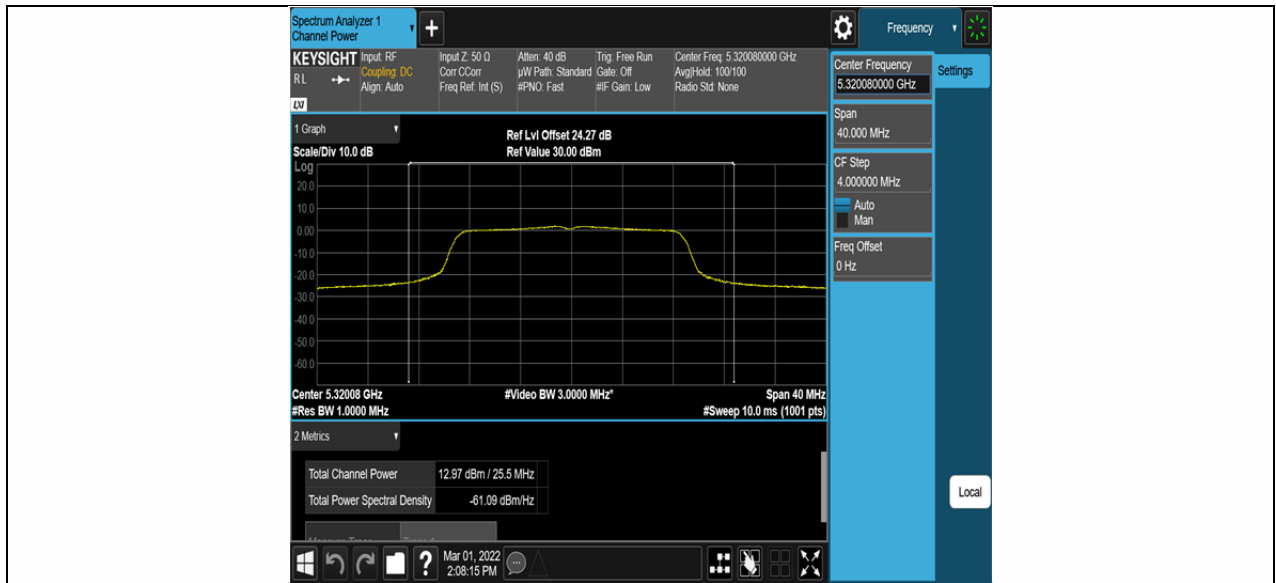 Spectrum Analyzer 1
Channel Power
+
Frequency
KEYSIGHT
RL
LXI
Input: RF
Coupling: DC
Align: Auto
Input Z: 50 Ω
Corr CCorr
Freq Ref: Int (S)
Atten: 40 dB
µW Path: Standard
#PNO: Fast
Trig: Free Run
Gate: Off
#IF Gain: Low
Center Freq: 5.320080000 GHz
Avg|Hold: 100/100
Radio Std: None
Center Frequency
5.320080000 GHz
Settings
Span
40.000 MHz
CF Step
4.000000 MHz
Auto
Man
Freq Offset
0 Hz
Local
1 Graph
Scale/Div 10.0 dB
Ref Lvl Offset 24.27 dB
Ref Value 30.00 dBm
Log
20.0
10.0
0.00
-10.0
-20.0
-30.0
-40.0
-50.0
-60.0
Center 5.32008 GHz
#Video BW 3.0000 MHz*
Span 40 MHz
#Res BW 1.0000 MHz
#Sweep 10.0 ms (1001 pts)
2 Metrics
Total Channel Power 12.97 dBm / 25.5 MHz
Total Power Spectral Density -61.09 dBm/Hz
?
Mar 01, 2022
2:08:15 PM